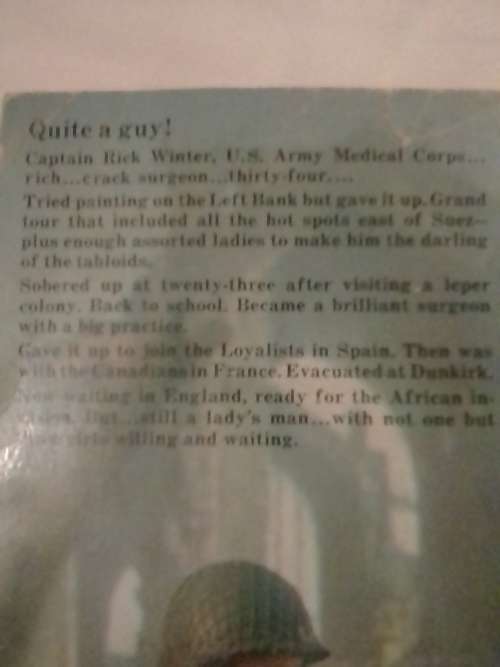 Quite a guy!
Captain Rick Winter, U.S. Army Medical Corps...
rich...crack surgeon...thirty-four....
Tried painting on the Left Bank but gave it up. Grand
tour that included all the hot spots east of Suez—
plus enough assorted ladies to make him the darling
of the tabloids.
Sobered up at twenty-three after visiting a leper
colony. Back to school. Became a brilliant surgeon
with a big practice.
Gave it up to join the Loyalists in Spain. Then was
with the Canadians in France. Evacuated at Dunkirk.
Now waiting in England, ready for the African in-
vasion. But...still a lady's man...with not one but
girls willing and waiting.